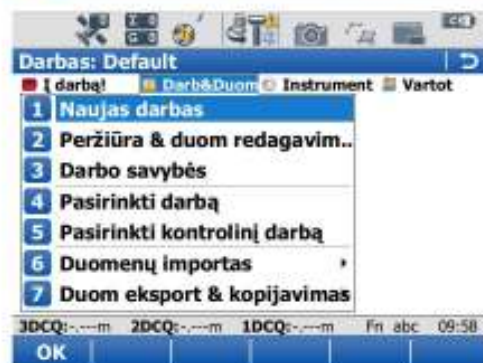 Darbas: Default
Į darbą! Darb&Duom Instrument Vartot
1 Naujas darbas
2 Peržiūra & duom redagavim..
3 Darbo savybės
4 Pasirinkti darbą
5 Pasirinkti kontrolinį darbą
6 Duomenų importas
7 Duom eksport & kopijavimas
3DCQ:-.---m 2DCQ:-.---m 1DCQ:-.---m Fn abc 09:58
OK